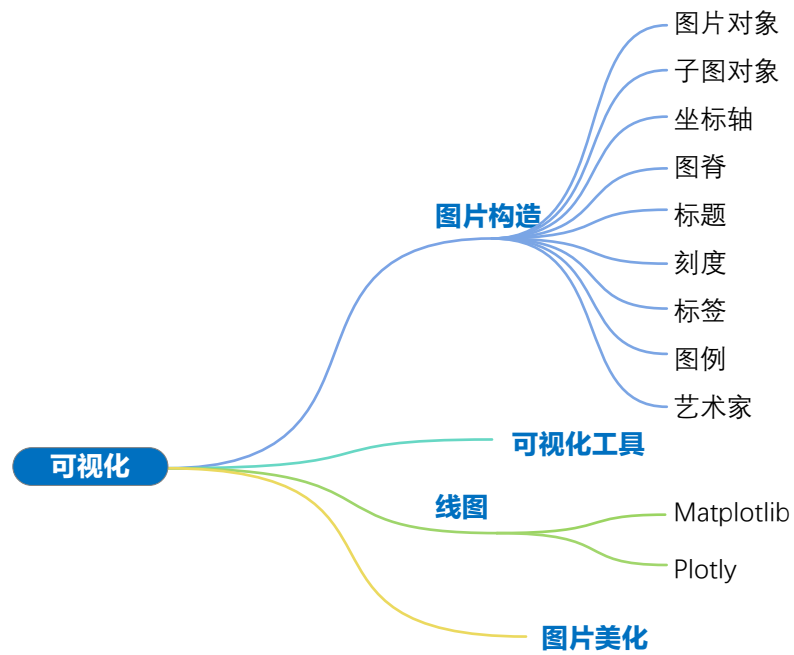 可视化
图片构造
图片对象
子图对象
坐标轴
图脊
标题
刻度
标签
图例
艺术家
可视化工具
线图
Matplotlib
Plotly
图片美化